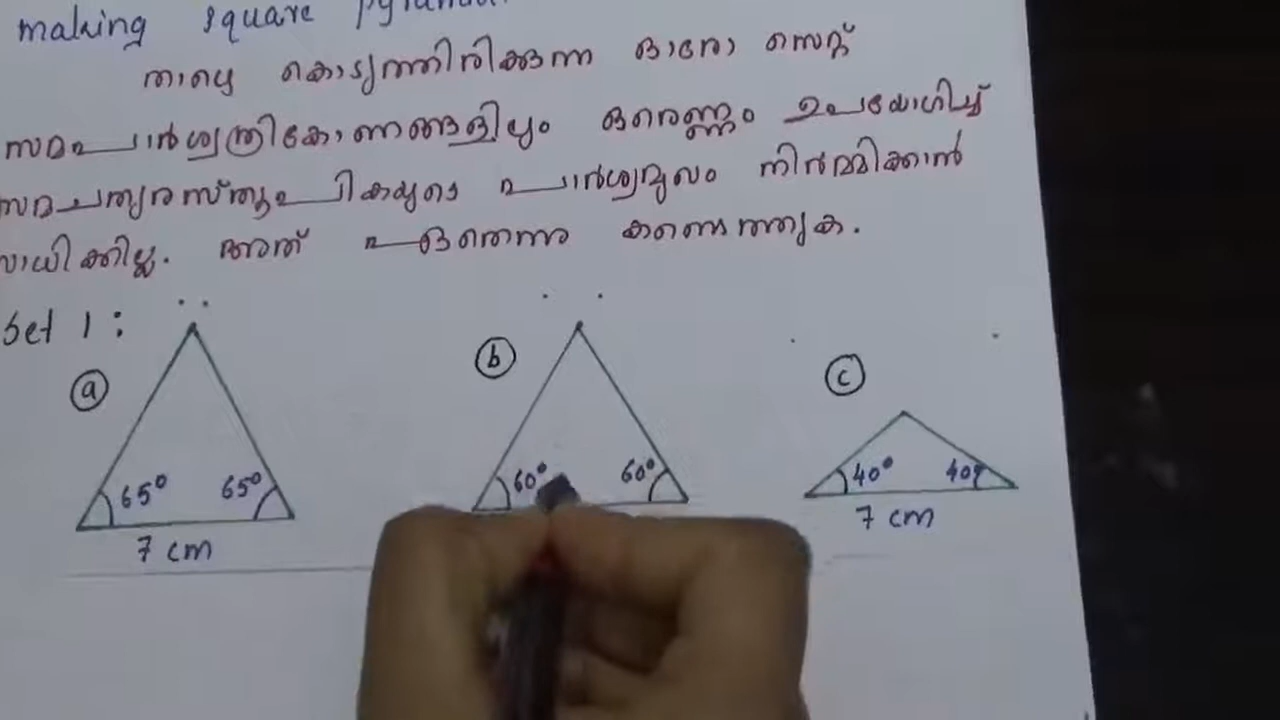 making square
താഴെ കൊടുത്തിരിക്കുന്ന ഓരോ സെറ്റ്
സമപാർശ്വത്രികോണങ്ങളിലും ഒരെണ്ണം ഉപയോഗിച്ച്
സമചതുരസ്തൂപികയുടെ പാർശ്വമുഖം നിർമ്മിക്കാൻ
സാധിക്കില്ല. അത് ഏതെന്നു കണ്ടെത്തുക.
Set 1:
a b c
65° 65° 60° 60° 40° 40°
7 cm 7 cm